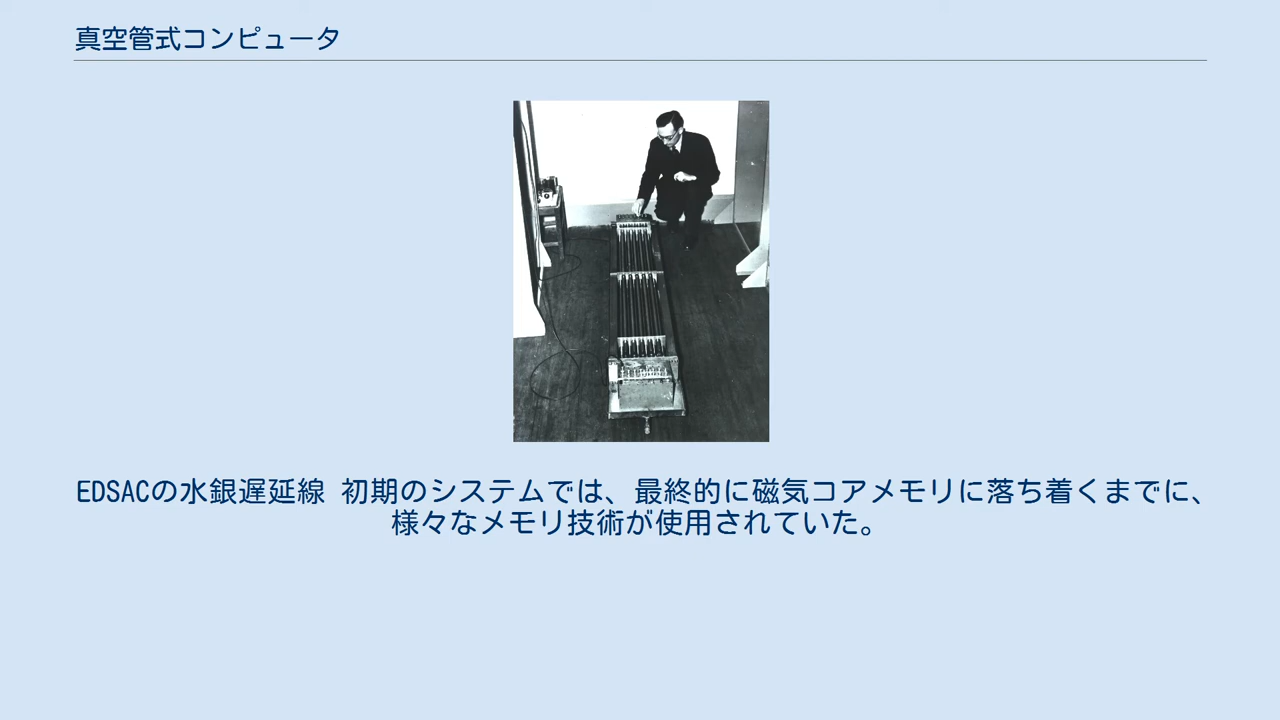 真空管式コンピュータ
EDSACの水銀遅延線 初期のシステムでは、最終的に磁気コアメモリに落ち着くまでに、
様々なメモリ技術が使用されていた。